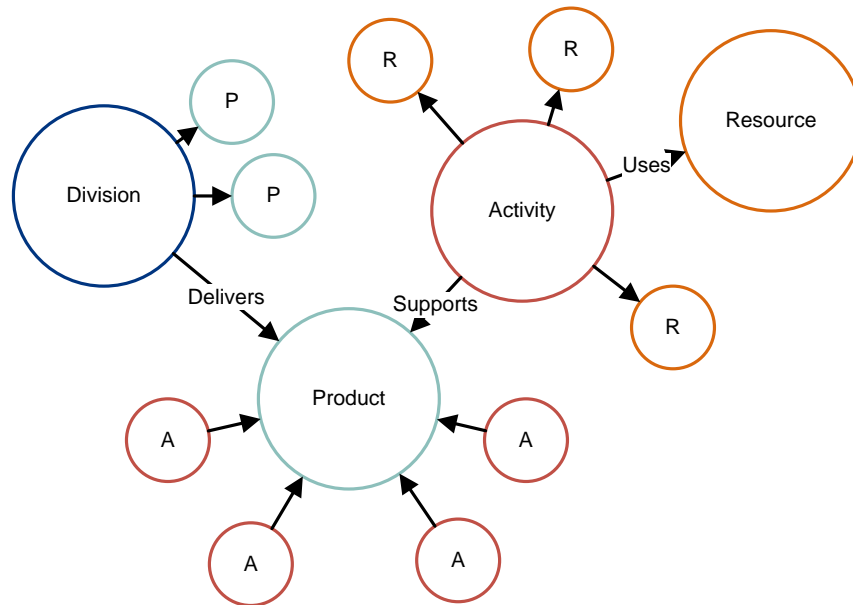 R
R
P
Resource
Uses
Division
P
Activity
Delivers
Supports
R
Product
A
A
A
A